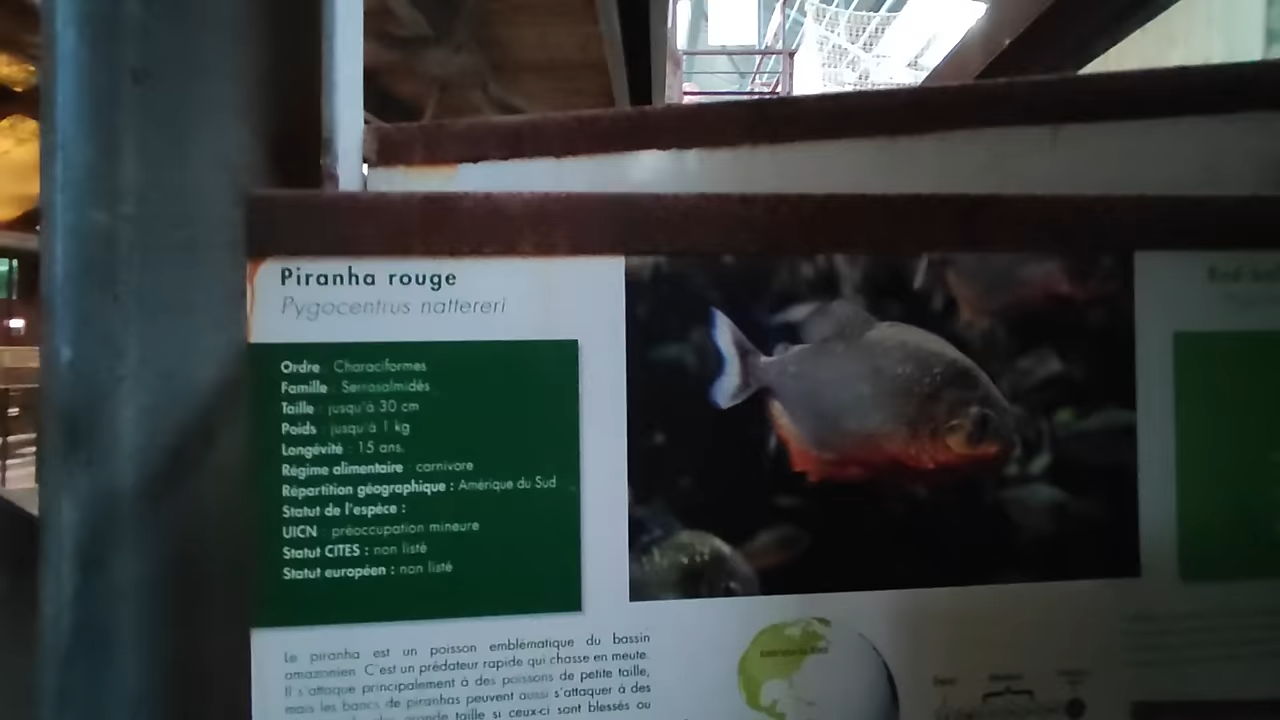 Piranha rouge
Pygocentrus nattereri
Ordre : Characiformes
Famille : Serrasalmidés
Taille : jusqu'à 30 cm
Poids : jusqu'à 1 kg
Longévité : 15 ans.
Régime alimentaire : carnivore
Répartition géographique : Amérique du Sud
Statut de l'espèce :
UICN : préoccupation mineure
Statut CITES : non listé
Statut européen : non listé
Le piranha est un poisson emblématique du bassin
amazonien. C'est un prédateur rapide qui chasse en meute.
Il s'attaque principalement à des poissons de petite taille,
mais les bancs de piranhas peuvent aussi s'attaquer à des
grande taille si ceux-ci sont blessés ou